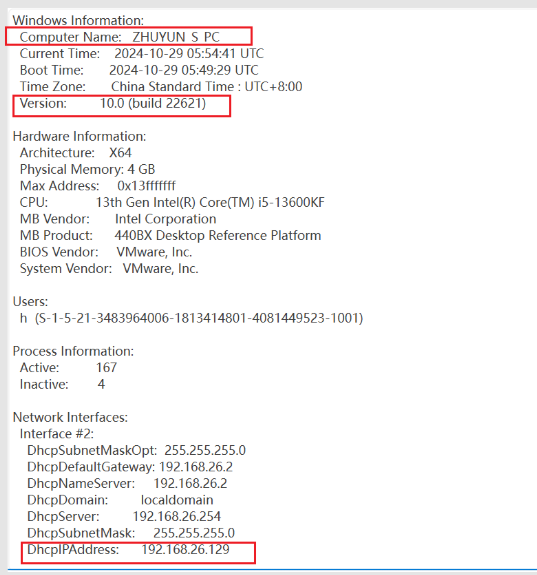 Windows Information:
Computer Name: ZHUYUN_S_PC
Current Time: 2024-10-29 05:54:41 UTC
Boot Time: 2024-10-29 05:49:29 UTC
Time Zone: China Standard Time : UTC+8:00
Version: 10.0 (build 22621)
Hardware Information:
Architecture: X64
Physical Memory: 4 GB
Max Address: 0x13fffffff
CPU: 13th Gen Intel(R) Core(TM) i5-13600KF
MB Vendor: Intel Corporation
MB Product: 440BX Desktop Reference Platform
BIOS Vendor: VMware, Inc.
System Vendor: VMware, Inc.
Users:
h (S-1-5-21-3483964006-1813414801-4081449523-1001)
Process Information:
Active: 167
Inactive: 4
Network Interfaces:
Interface #2:
DhcpSubnetMaskOpt: 255.255.255.0
DhcpDefaultGateway: 192.168.26.2
DhcpNameServer: 192.168.26.2
DhcpDomain: localdomain
DhcpServer: 192.168.26.254
DhcpSubnetMask: 255.255.255.0
DhcpIPAddress: 192.168.26.129